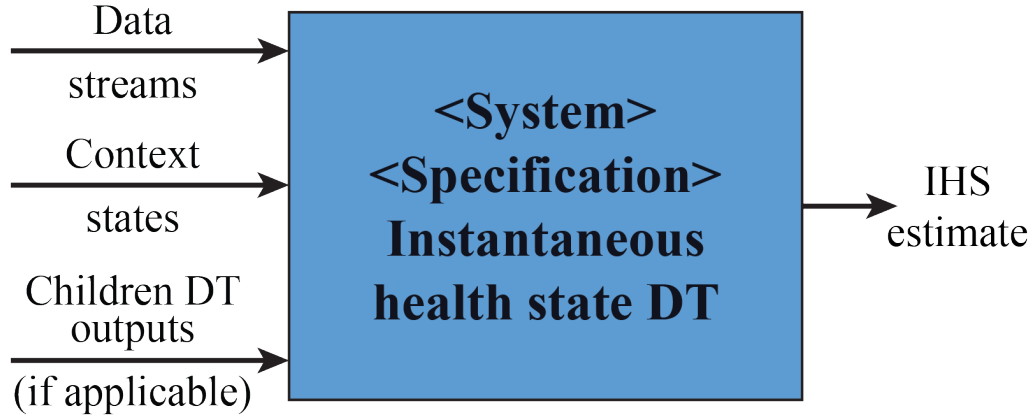 Data
streams
Context
states
Children DT
outputs
(if applicable)
<System>
<Specification>
Instantaneous
health state DT
IHS
estimate